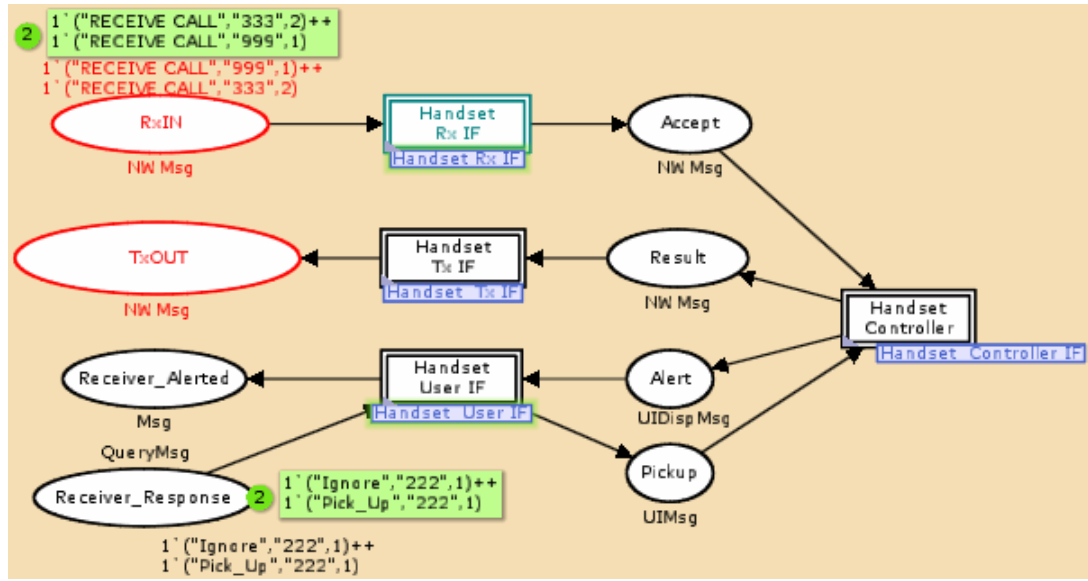 2
1`("RECEIVE CALL","333",2)++
1`("RECEIVE CALL","999",1)
1`("RECEIVE CALL","999",1)++
1`("RECEIVE CALL","333",2)
RxIN
NW Msg
Handset
Rx IF
Handset Rx IF
Accept
NW Msg
TxOUT
NW Msg
Handset
Tx IF
Handset Tx IF
Result
NW Msg
Handset
Controller
Handset Controller IF
Receiver_Alerted
Msg
Handset
User IF
Handset User IF
Alert
UIDispMsg
QueryMsg
Receiver_Response
2
1`("Ignore","222",1)++
1`("Pick_Up","222",1)
Pickup
UIMsg
1`("Ignore","222",1)++
1`("Pick_Up","222",1)